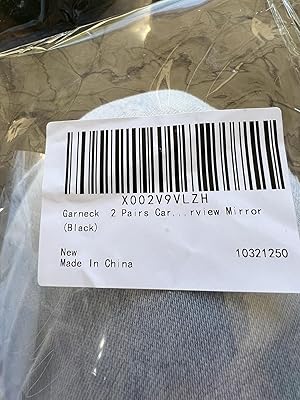 X002V9VLZH
Garneck 2 Pairs Car...rview Mirror
(Black)
New
10321250
Made In China